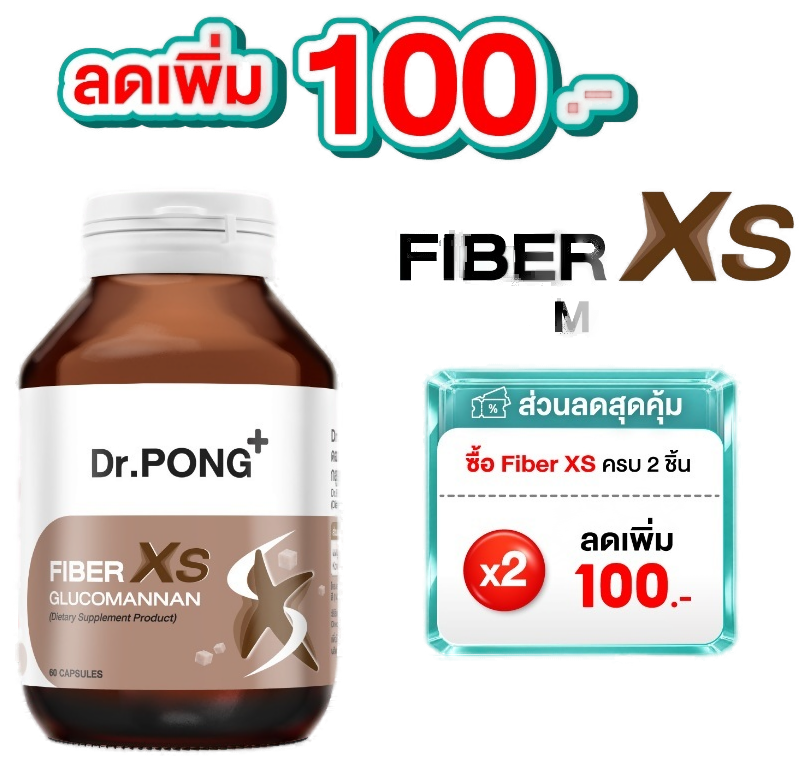 ลดเพิ่ม 100.-
FIBER XS
M
Dr.PONG+
FIBER XS
GLUCOMANNAN
(Dietary Supplement Product)
60 CAPSULES
% ส่วนลดสุดคุ้ม
ซื้อ Fiber XS ครบ 2 ชิ้น
x2
ลดเพิ่ม
100.-